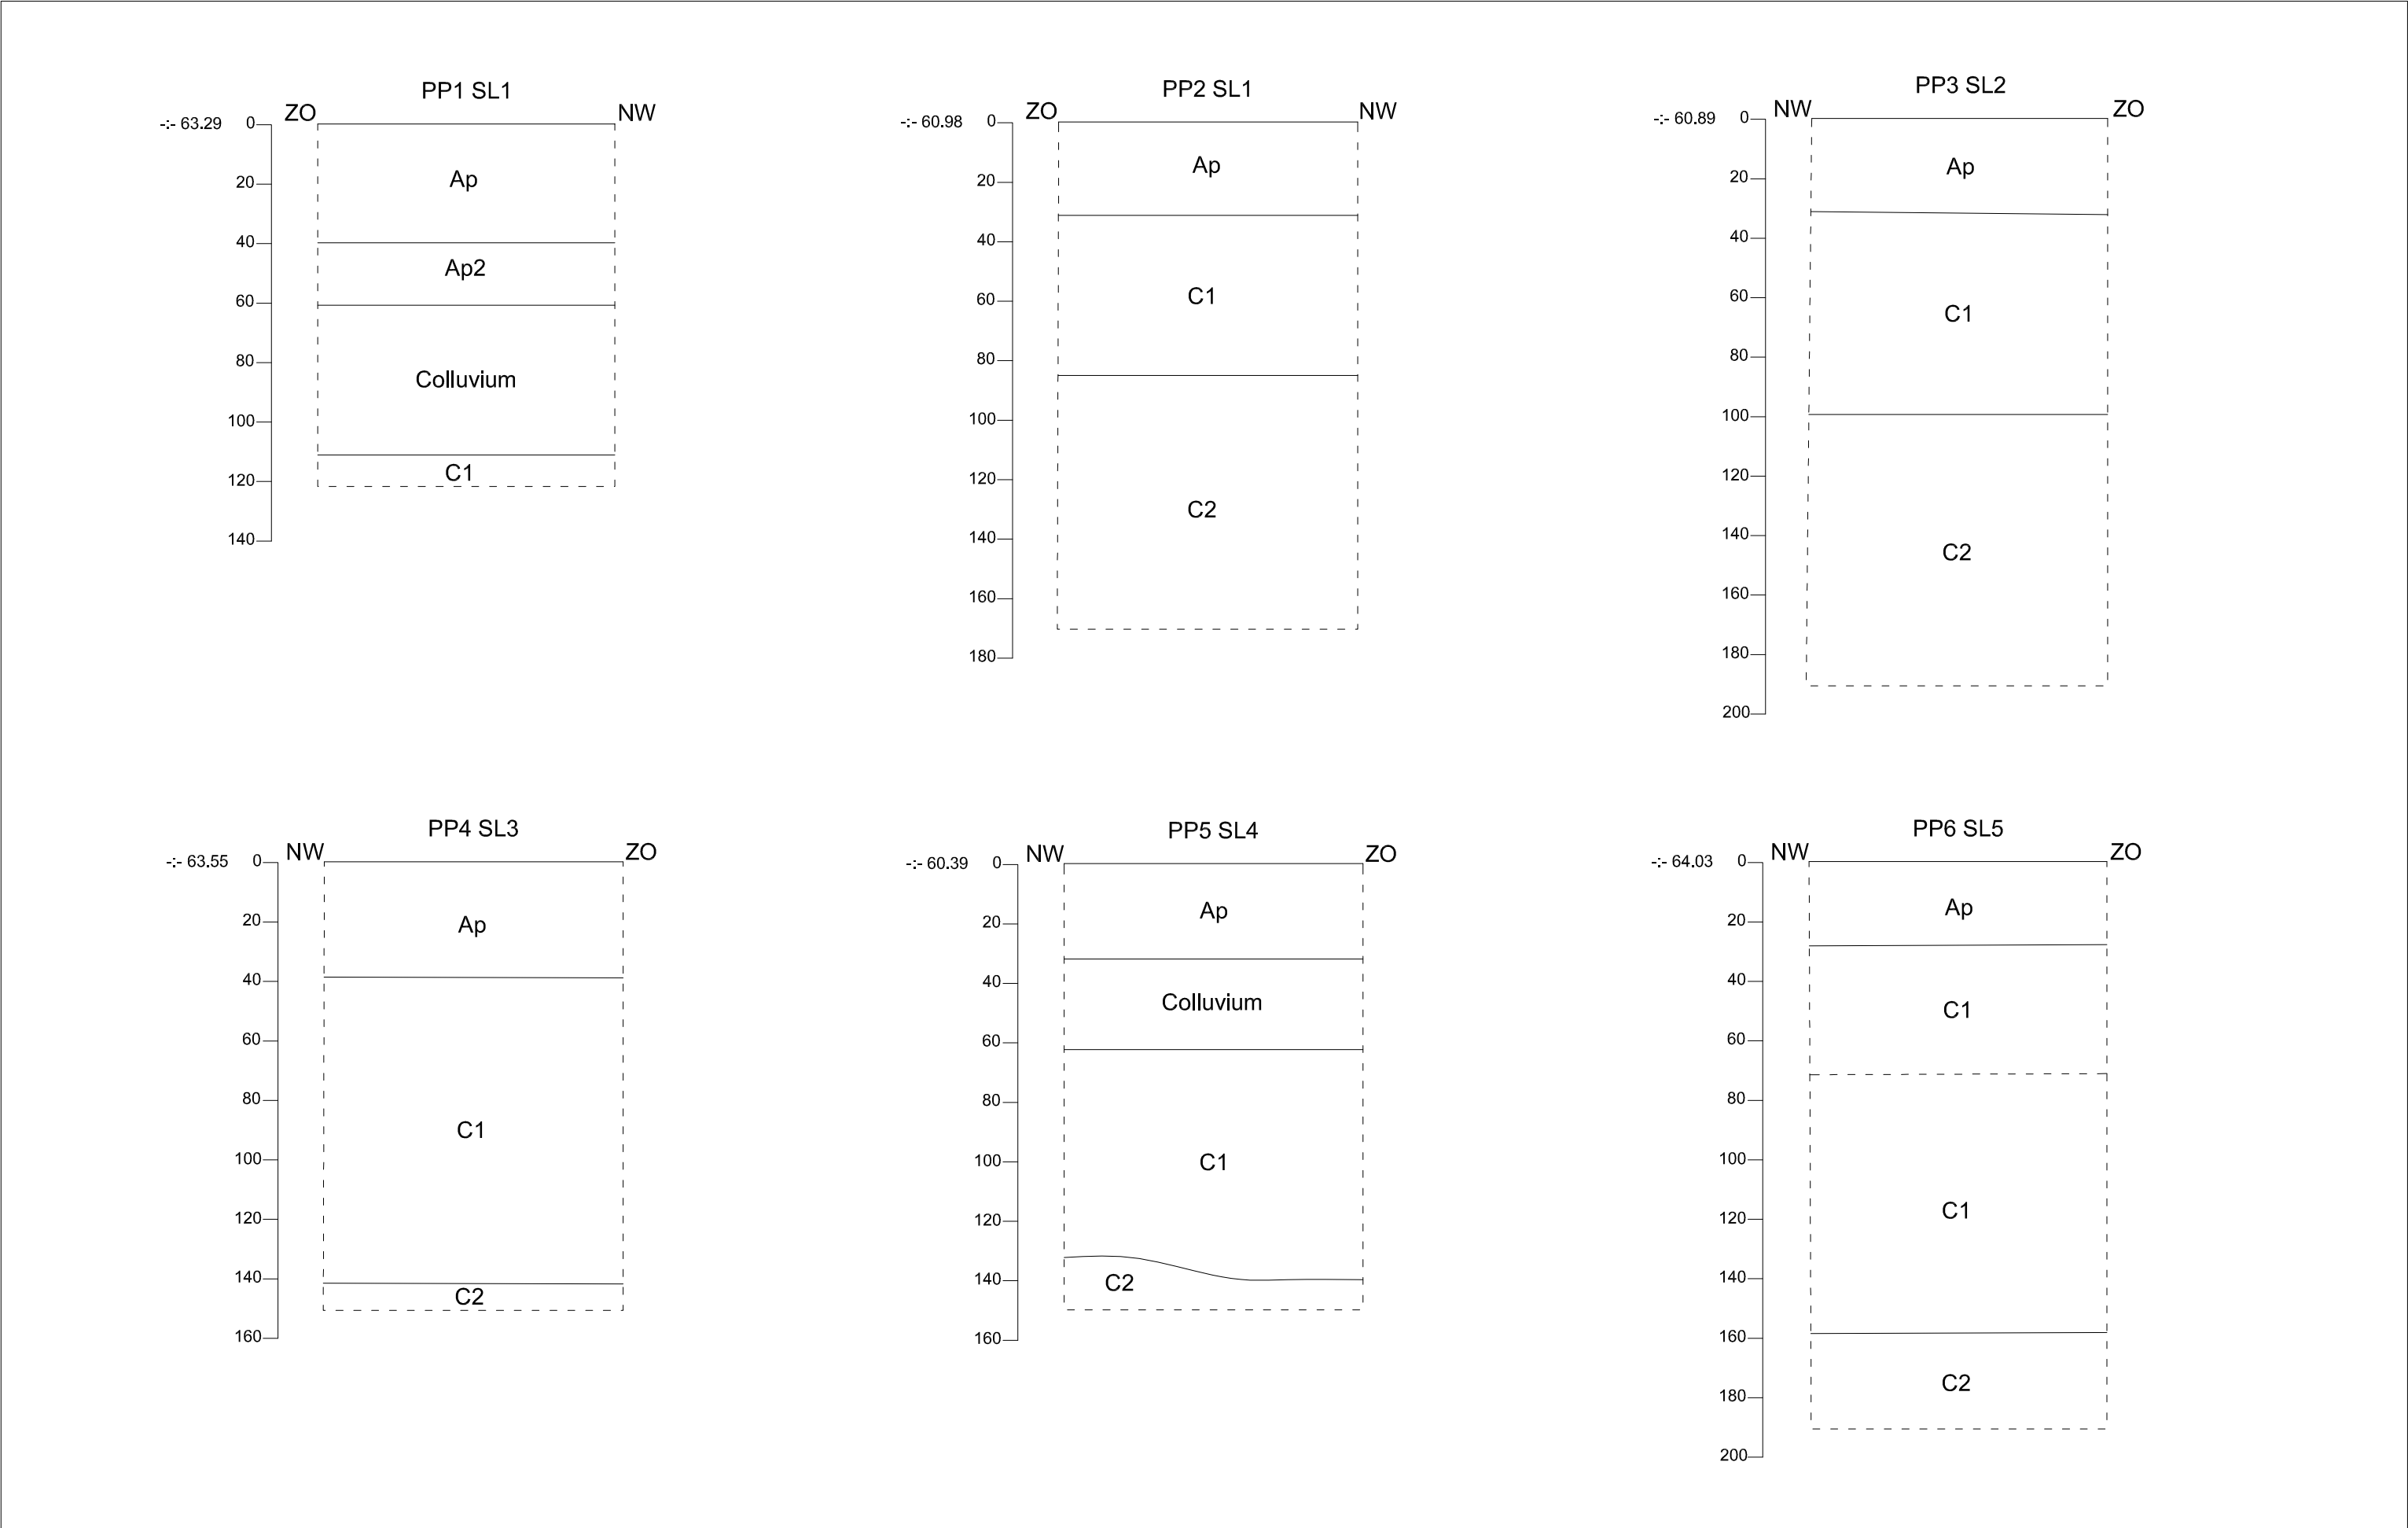 PP1 SL1
ZO NW
-:- 63.29 0
Ap
20
40
Ap2
60
80
Colluvium
100
C1
120
140
PP2 SL1
ZO NW
-:- 60.98 0
Ap
20
40
C1
60
80
100
120
C2
140
160
180
PP3 SL2
NW ZO
-:- 60.89 0
Ap
20
40
60
C1
80
100
120
140
C2
160
180
200
PP4 SL3
NW ZO
-:- 63.55 0
20
Ap
40
60
80
C1
100
120
140
C2
160
PP5 SL4
NW ZO
-:- 60.39 0
Ap
20
40
Colluvium
60
80
100
C1
120
140
C2
160
PP6 SL5
NW ZO
-:- 64.03 0
Ap
20
40
C1
60
80
100
C1
120
140
160
C2
180
200